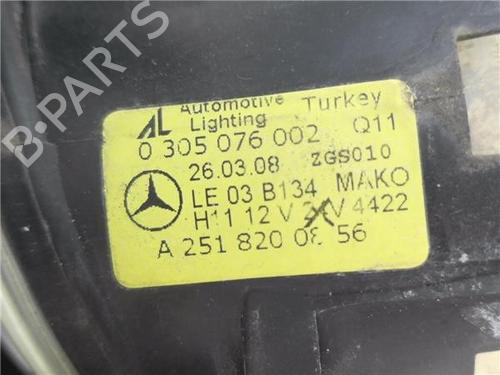 AL Automotive Lighting Turkey
0 305 076 002 Q11
26.03.08 ZGS010
LE 03 B134 MAKO
H11 12 V 24V 4422
A 251 820 08 56
B-PARTS